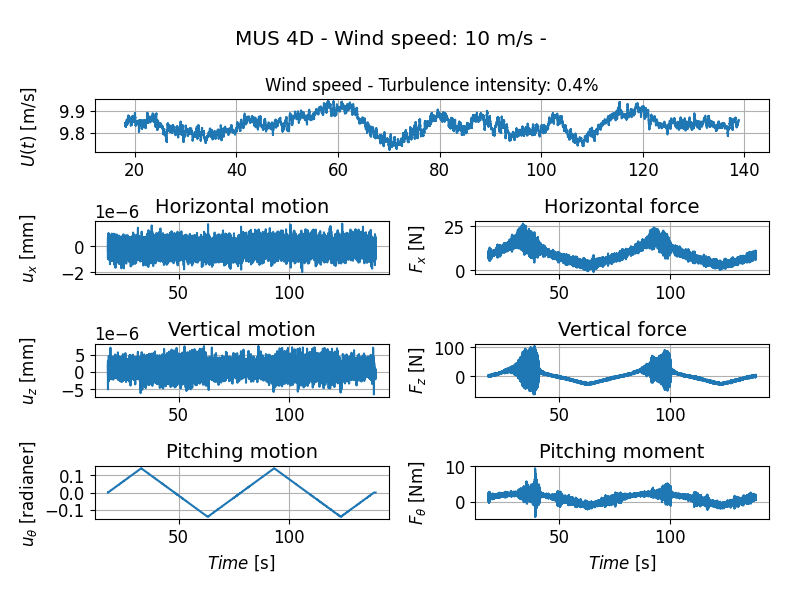 MUS 4D - Wind speed: 10 m/s -
Wind speed - Turbulence intensity: 0.4%
U(t) [m/s]
9.9
9.8
20 40 60 80 100 120 140
Horizontal motion
1e−6
u_x [mm]
0
−2
50 100
Horizontal force
F_x [N]
25
0
50 100
Vertical motion
1e−6
u_z [mm]
5
0
−5
50 100
Vertical force
F_z [N]
100
0
50 100
Pitching motion
u_θ [radianer]
0.1
0.0
−0.1
50 100
Time [s]
Pitching moment
F_θ [Nm]
10
0
50 100
Time [s]